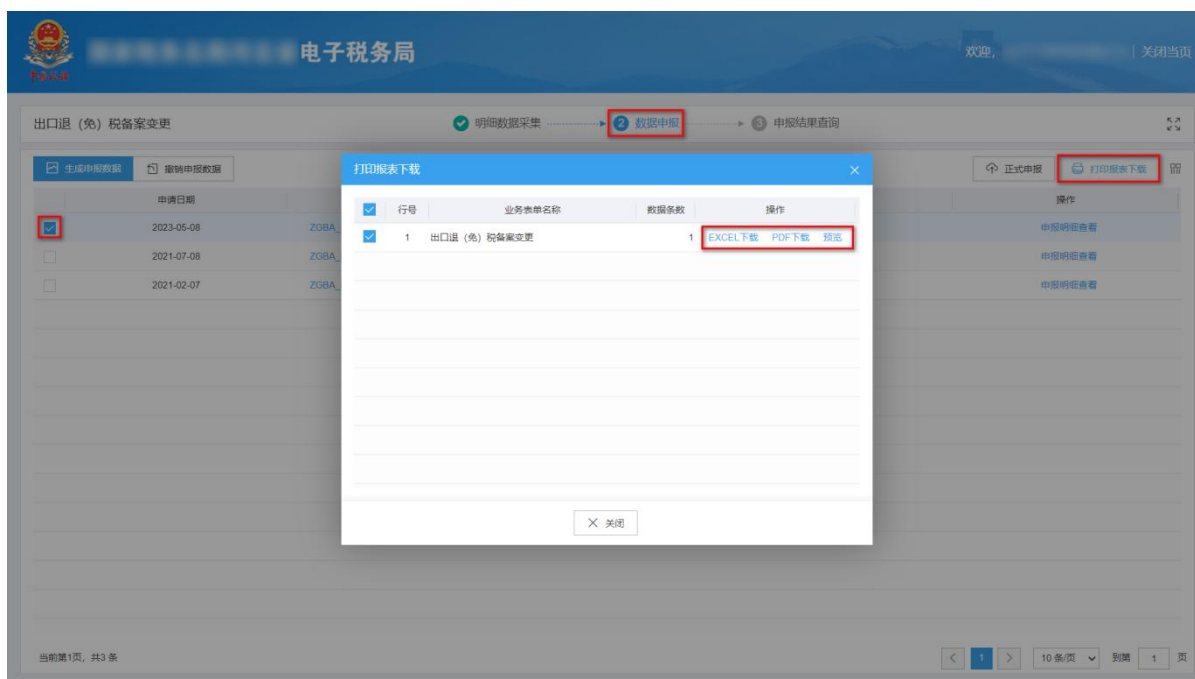 电子税务局
欢迎,
关闭当前页
出口退(免)税备案变更
明细数据采集
2 数据申报
3 申报结果查询
生成申报数据
撤销申报数据
正式申报
打印报表下载
申请日期
操作
2023-05-08
ZGBA_
申报明细查看
2021-07-08
ZGBA_
申报明细查看
2021-02-07
ZGBA_
申报明细查看
打印报表下载
×
行号 业务表单名称 数据条数 操作
1 出口退(免)税备案变更 1 EXCEL下载 PDF下载 预览
× 关闭
当前第1页,共3条
< 1 > 10 条/页 到第 1 页